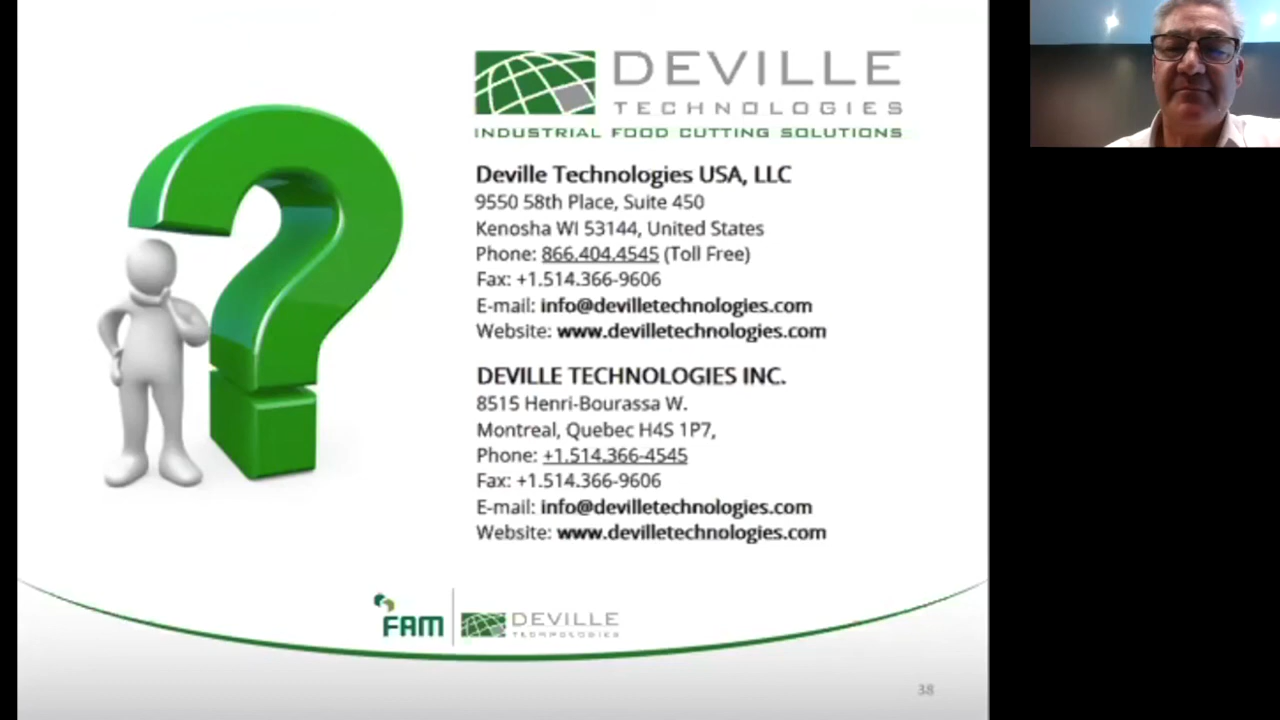 DEVILLE
TECHNOLOGIES
INDUSTRIAL FOOD CUTTING SOLUTIONS
Deville Technologies USA, LLC
9550 58th Place, Suite 450
Kenosha WI 53144, United States
Phone: 866.404.4545 (Toll Free)
Fax: +1.514.366-9606
E-mail: info@devilletechnologies.com
Website: www.devilletechnologies.com
DEVILLE TECHNOLOGIES INC.
8515 Henri-Bourassa W.
Montreal, Quebec H4S 1P7,
Phone: +1.514.366-4545
Fax: +1.514.366-9606
E-mail: info@devilletechnologies.com
Website: www.devilletechnologies.com
FAM
DEVILLE
TECHNOLOGIES
38